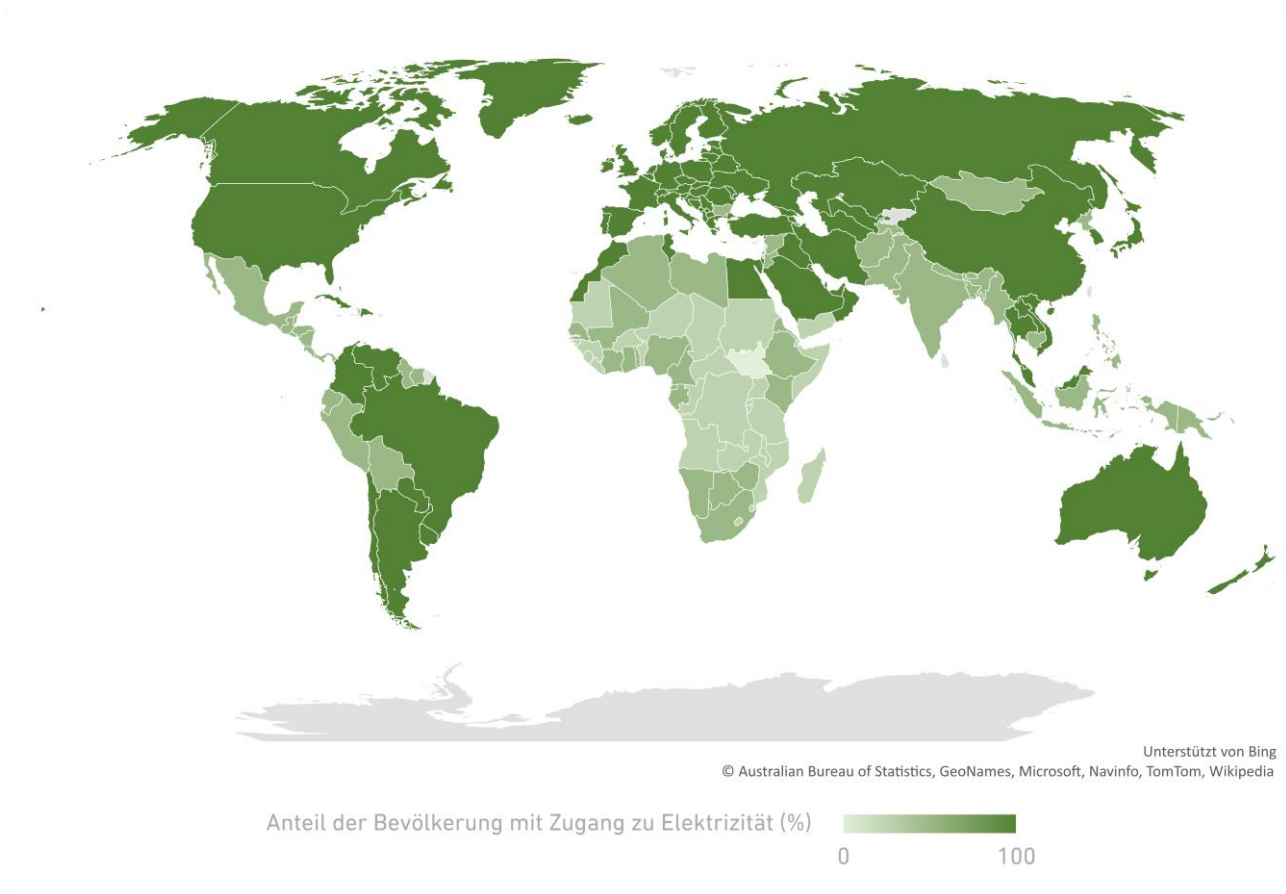 Unterstützt von Bing
© Australian Bureau of Statistics, GeoNames, Microsoft, Navinfo, TomTom, Wikipedia
Anteil der Bevölkerung mit Zugang zu Elektrizität (%)
0 100